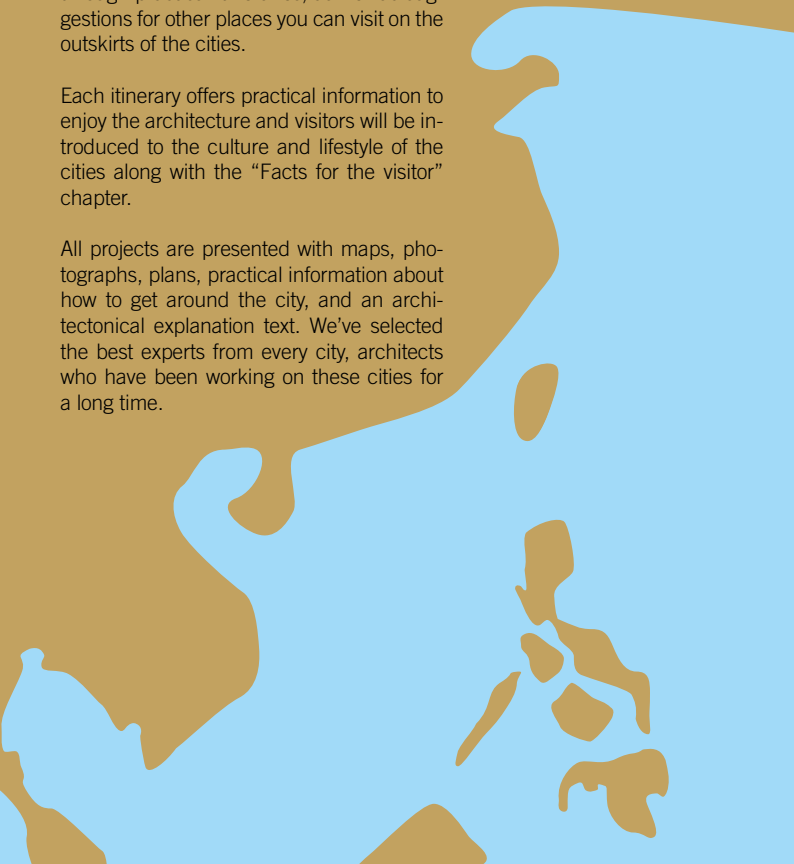 gestions for other places you can visit on the
outskirts of the cities.
Each itinerary offers practical information to
enjoy the architecture and visitors will be in-
troduced to the culture and lifestyle of the
cities along with the “Facts for the visitor”
chapter.
All projects are presented with maps, pho-
tographs, plans, practical information about
how to get around the city, and an archi-
tectonical explanation text. We’ve selected
the best experts from every city, architects
who have been working on these cities for
a long time.